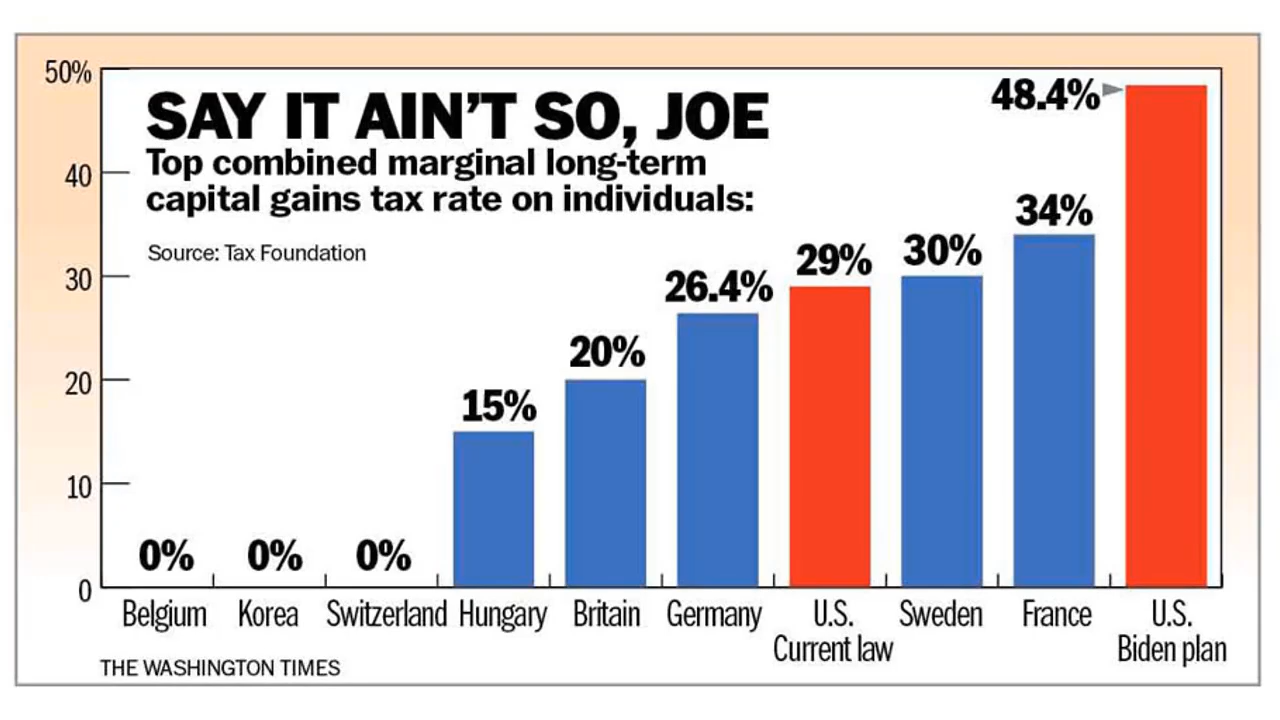 50%
SAY IT AIN'T SO, JOE
Top combined marginal long-term
capital gains tax rate on individuals:
Source: Tax Foundation
40
30
20
10
0
0%
0%
0%
15%
20%
26.4%
29%
30%
34%
48.4%
Belgium
Korea
Switzerland
Hungary
Britain
Germany
U.S.
Current law
Sweden
France
U.S.
Biden plan
THE WASHINGTON TIMES